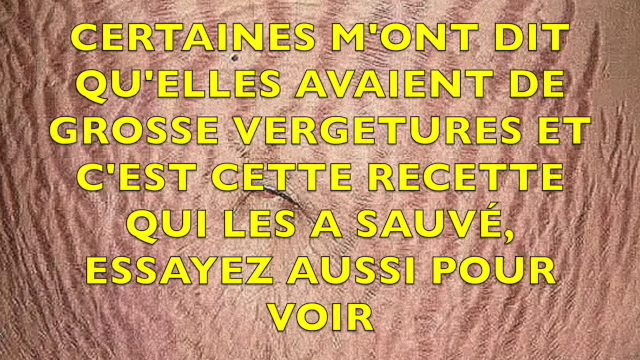 CERTAINES M'ONT DIT
QU'ELLES AVAIENT DE
GROSSE VERGETURES ET
C'EST CETTE RECETTE
QUI LES A SAUVÉ,
ESSAYEZ AUSSI POUR
VOIR